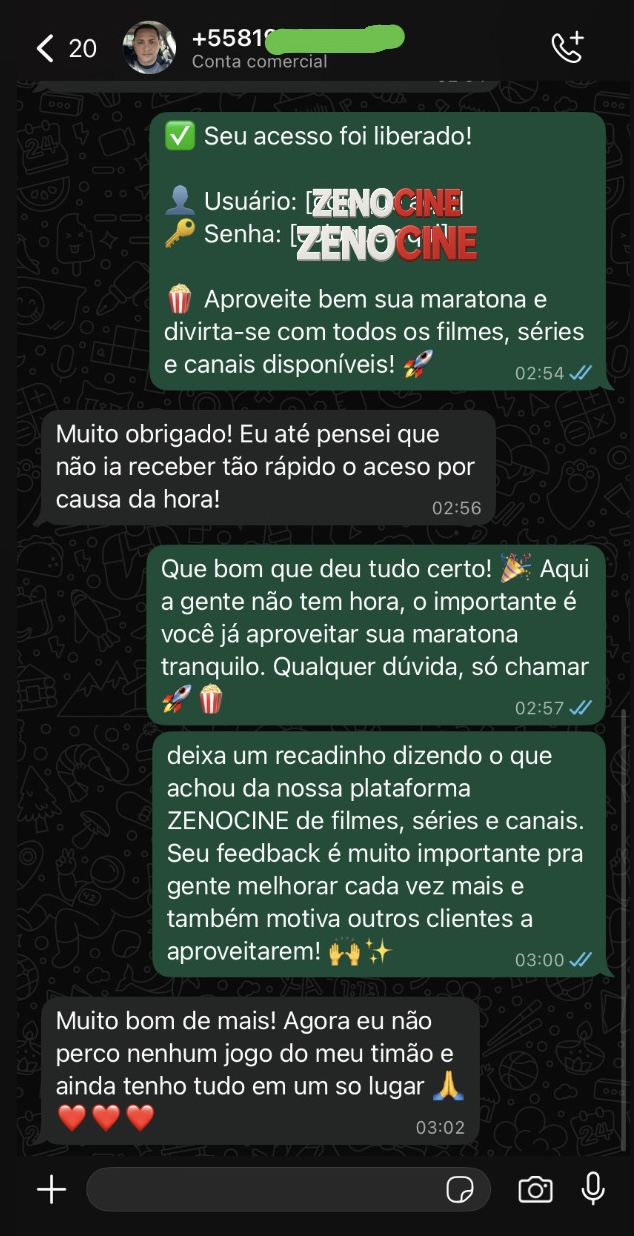 20
+55819
Conta comercial
✅ Seu acesso foi liberado!
👤 Usuário: [
ZENOCINE
🔑 Senha: [
ZENOCINE
🍿 Aproveite bem sua maratona e
divirta-se com todos os filmes, séries
e canais disponíveis! 🚀
02:54
Muito obrigado! Eu até pensei que
não ia receber tão rápido o aceso por
causa da hora!
02:56
Que bom que deu tudo certo! 🎉 Aqui
a gente não tem hora, o importante é
você já aproveitar sua maratona
tranquilo. Qualquer dúvida, só chamar
🚀🍿
02:57
deixa um recadinho dizendo o que
achou da nossa plataforma
ZENOCINE de filmes, séries e canais.
Seu feedback é muito importante pra
gente melhorar cada vez mais e
também motiva outros clientes a
aproveitarem! 🙌✨
03:00
Muito bom de mais! Agora eu não
perco nenhum jogo do meu timão e
ainda tenho tudo em um so lugar 🙏
❤️❤️❤️
03:02